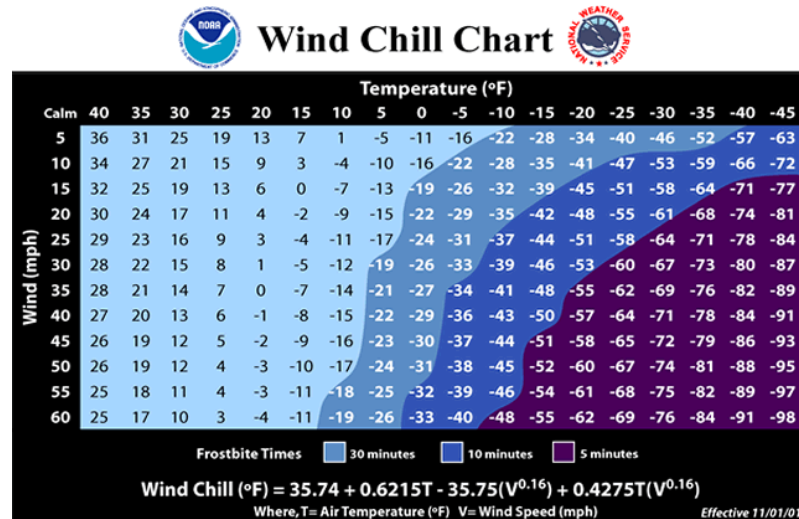 NOAA
Wind Chill Chart
NATIONAL WEATHER SERVICE
Temperature (ºF)
Calm 40 35 30 25 20 15 10 5 0 -5 -10 -15 -20 -25 -30 -35 -40 -45
5 36 31 25 19 13 7 1 -5 -11 -16 -22 -28 -34 -40 -46 -52 -57 -63
10 34 27 21 15 9 3 -4 -10 -16 -22 -28 -35 -41 -47 -53 -59 -66 -72
15 32 25 19 13 6 0 -7 -13 -19 -26 -32 -39 -45 -51 -58 -64 -71 -77
20 30 24 17 11 4 -2 -9 -15 -22 -29 -35 -42 -48 -55 -61 -68 -74 -81
25 29 23 16 9 3 -4 -11 -17 -24 -31 -37 -44 -51 -58 -64 -71 -78 -84
30 28 22 15 8 1 -5 -12 -19 -26 -33 -39 -46 -53 -60 -67 -73 -80 -87
35 28 21 14 7 0 -7 -14 -21 -27 -34 -41 -48 -55 -62 -69 -76 -82 -89
40 27 20 13 6 -1 -8 -15 -22 -29 -36 -43 -50 -57 -64 -71 -78 -84 -91
45 26 19 12 5 -2 -9 -16 -23 -30 -37 -44 -51 -58 -65 -72 -79 -86 -93
50 26 19 12 4 -3 -10 -17 -24 -31 -38 -45 -52 -60 -67 -74 -81 -88 -95
55 25 18 11 4 -3 -11 -18 -25 -32 -39 -46 -54 -61 -68 -75 -82 -89 -97
60 25 17 10 3 -4 -11 -19 -26 -33 -40 -48 -55 -62 -69 -76 -84 -91 -98
Wind (mph)
Frostbite Times 30 minutes 10 minutes 5 minutes
Wind Chill (ºF) = 35.74 + 0.6215T - 35.75(V^0.16) + 0.4275T(V^0.16)
Where, T= Air Temperature (ºF) V= Wind Speed (mph)
Effective 11/01/01